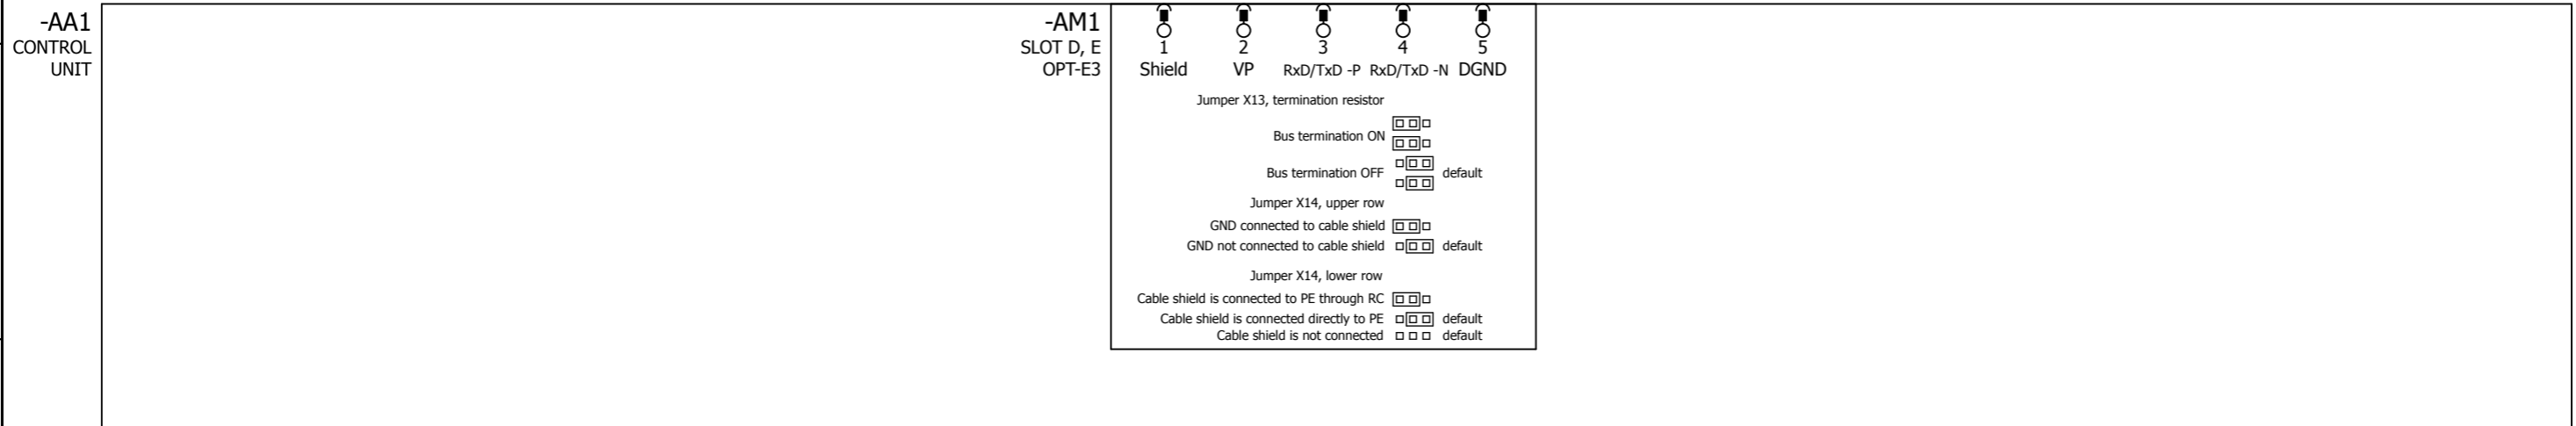 -AA1
CONTROL
UNIT
-AM1
SLOT D, E
OPT-E3
1 2 3 4 5
Shield VP RxD/TxD -P RxD/TxD -N DGND
Jumper X13, termination resistor
Bus termination ON
Bus termination OFF default
Jumper X14, upper row
GND connected to cable shield
GND not connected to cable shield default
Jumper X14, lower row
Cable shield is connected to PE through RC
Cable shield is connected directly to PE default
Cable shield is not connected default